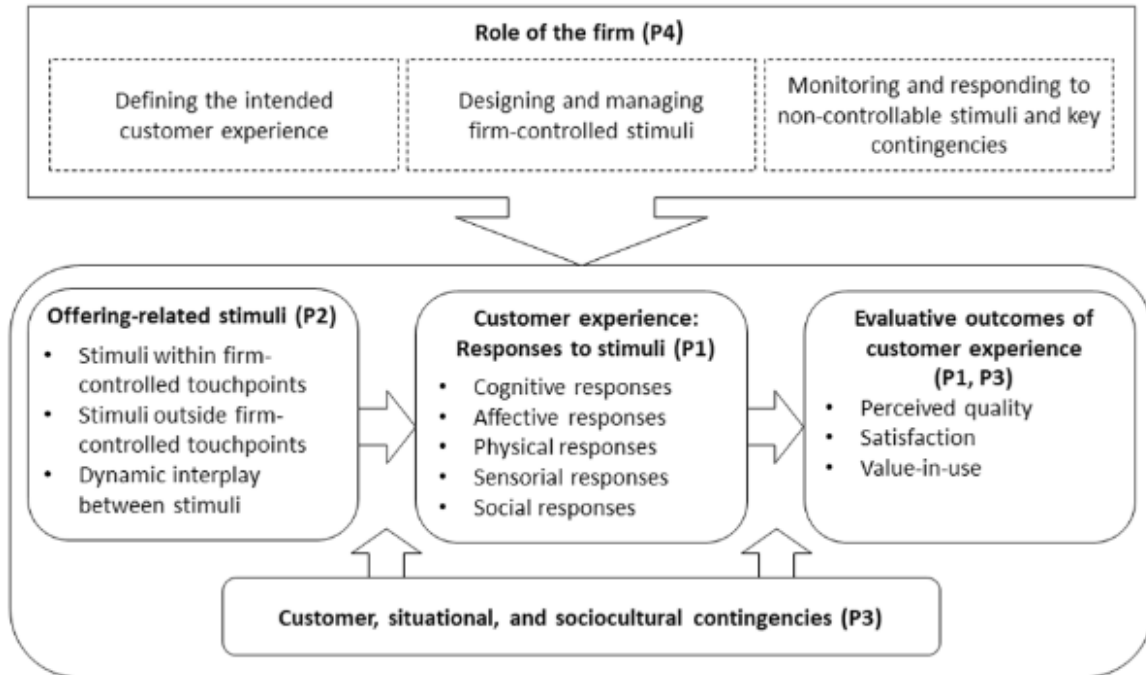 Role of the firm (P4)
Defining the intended
customer experience
Designing and managing
firm-controlled stimuli
Monitoring and responding to
non-controllable stimuli and key
contingencies
Offering-related stimuli (P2)
• Stimuli within firm-
controlled touchpoints
• Stimuli outside firm-
controlled touchpoints
• Dynamic interplay
between stimuli
Customer experience:
Responses to stimuli (P1)
• Cognitive responses
• Affective responses
• Physical responses
• Sensorial responses
• Social responses
Evaluative outcomes of
customer experience
(P1, P3)
• Perceived quality
• Satisfaction
• Value-in-use
Customer, situational, and sociocultural contingencies (P3)